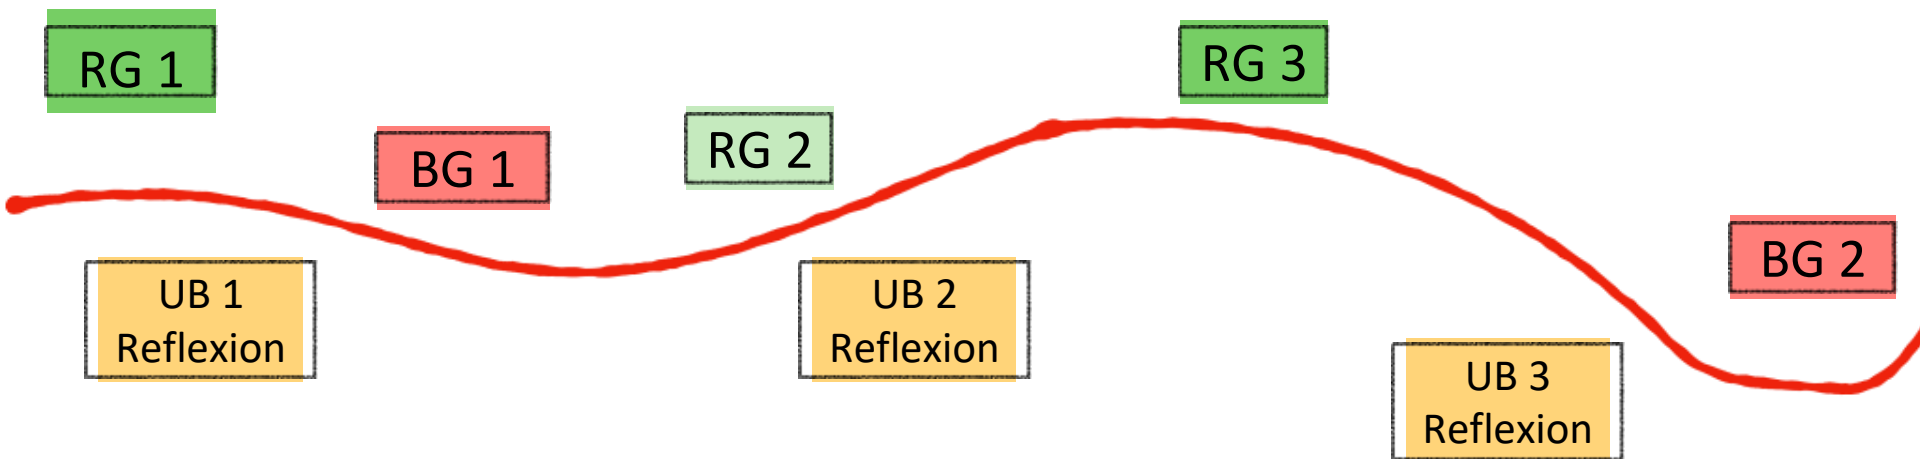 RG 1
BG 1
RG 2
RG 3
BG 2
UB 1
Reflexion
UB 2
Reflexion
UB 3
Reflexion